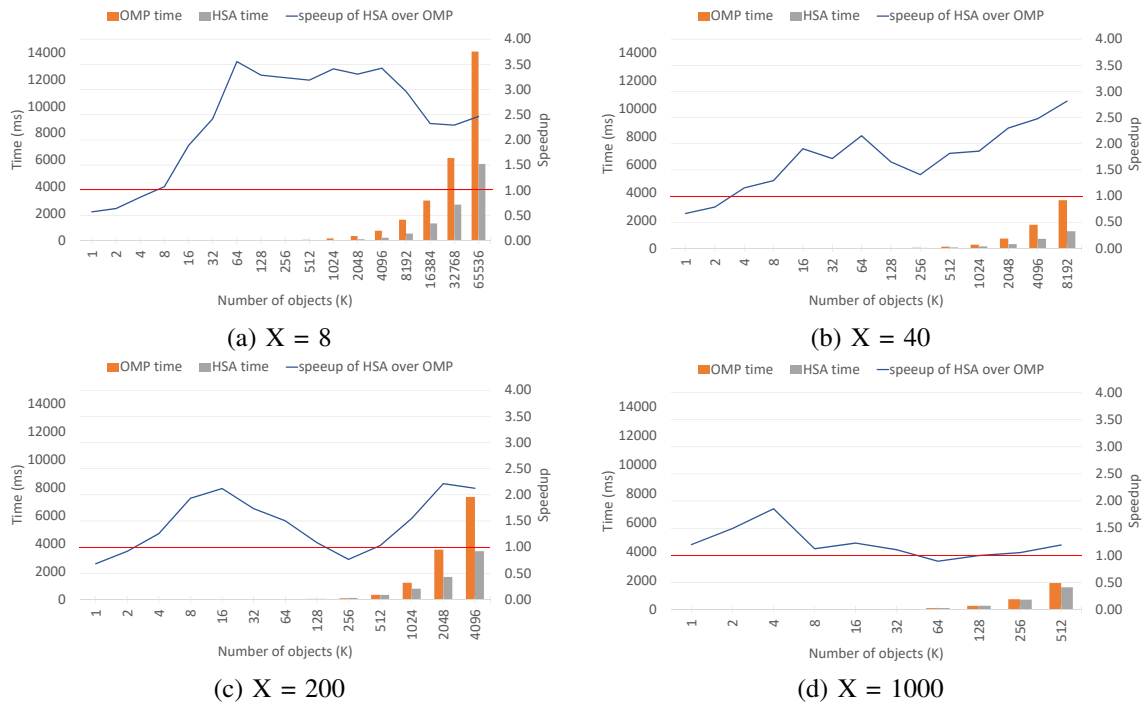 OMP time HSA time speeup of HSA over OMP
14000
12000
10000
8000
6000
4000
2000
0
Time (ms)
4.00
3.50
3.00
2.50
2.00
1.50
1.00
0.50
0.00
Speedup
1 2 4 8 16 32 64 128 256 512 1024 2048 4096 8192 16384 32768 65536
Number of objects (K)
(a) X = 8
OMP time HSA time speeup of HSA over OMP
14000
12000
10000
8000
6000
4000
2000
0
Time (ms)
4.00
3.50
3.00
2.50
2.00
1.50
1.00
0.50
0.00
Speedup
1 2 4 8 16 32 64 128 256 512 1024 2048 4096 8192
Number of objects (K)
(b) X = 40
OMP time HSA time speeup of HSA over OMP
14000
12000
10000
8000
6000
4000
2000
0
Time (ms)
4.00
3.50
3.00
2.50
2.00
1.50
1.00
0.50
0.00
Speedup
1 2 4 8 16 32 64 128 256 512 1024 2048 4096
Number of objects (K)
(c) X = 200
OMP time HSA time speeup of HSA over OMP
14000
12000
10000
8000
6000
4000
2000
0
Time (ms)
4.00
3.50
3.00
2.50
2.00
1.50
1.00
0.50
0.00
Speedup
1 2 4 8 16 32 64 128 256 512
Number of objects (K)
(d) X = 1000